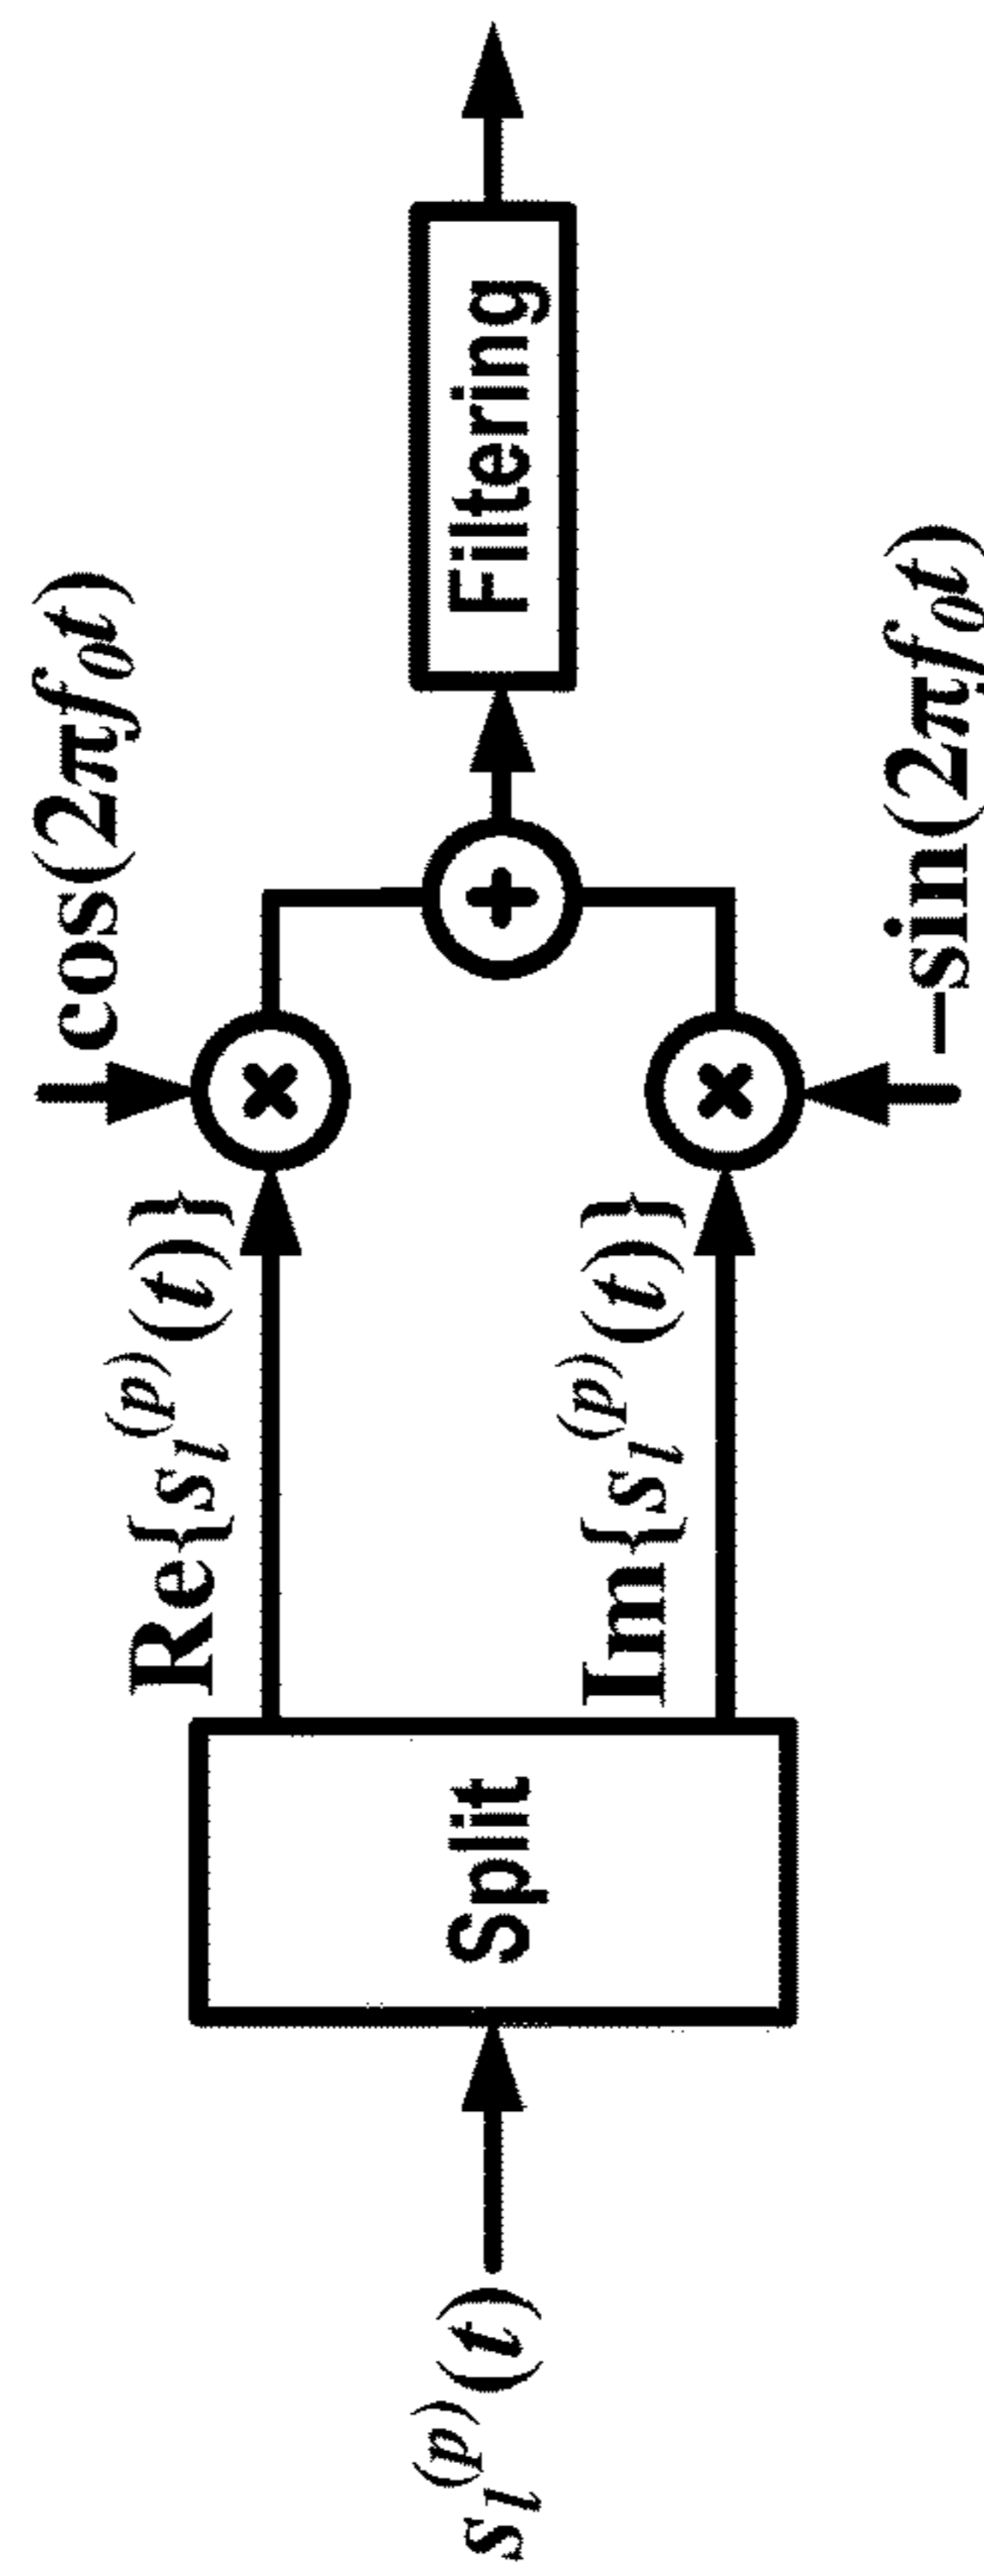 s_l^{(p)}(t)
Split
Re{s_l^{(p)}(t)}
Im{s_l^{(p)}(t)}
cos(2πf_0t)
–sin(2πf_0t)
×
×
+
Filtering